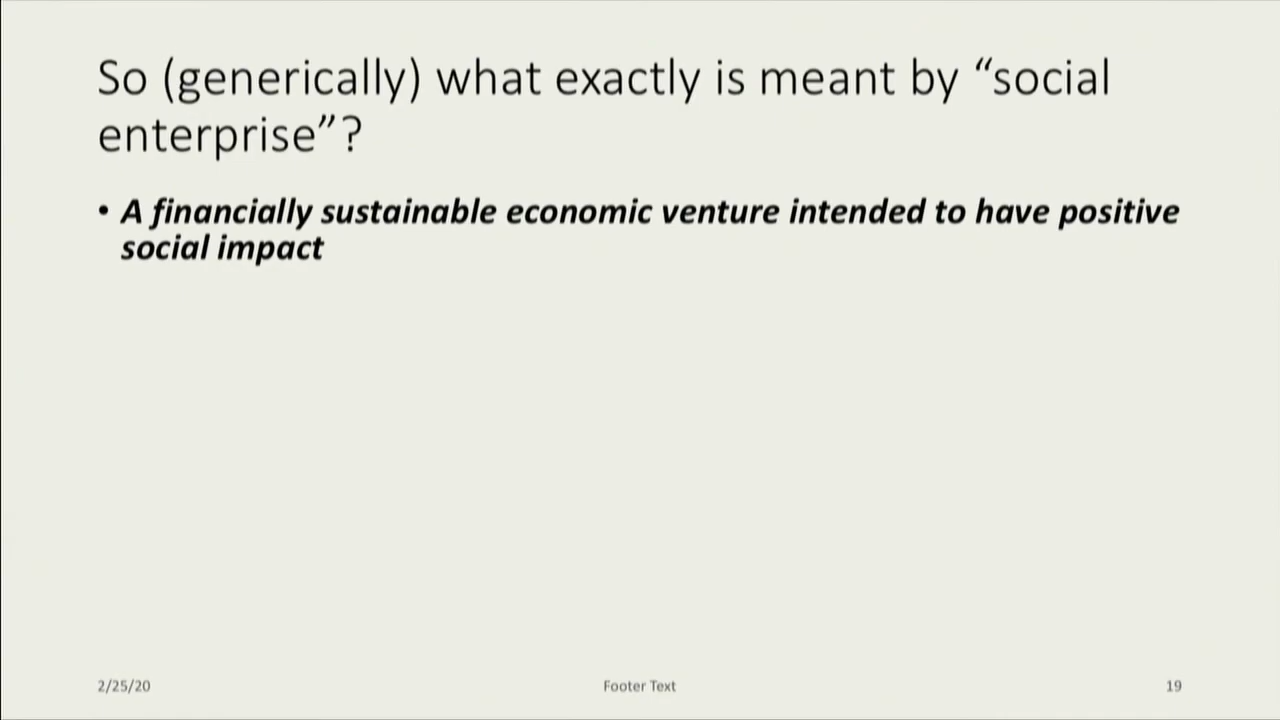 So (generically) what exactly is meant by “social
enterprise”?
• A financially sustainable economic venture intended to have positive
social impact
2/25/20
Footer Text
19